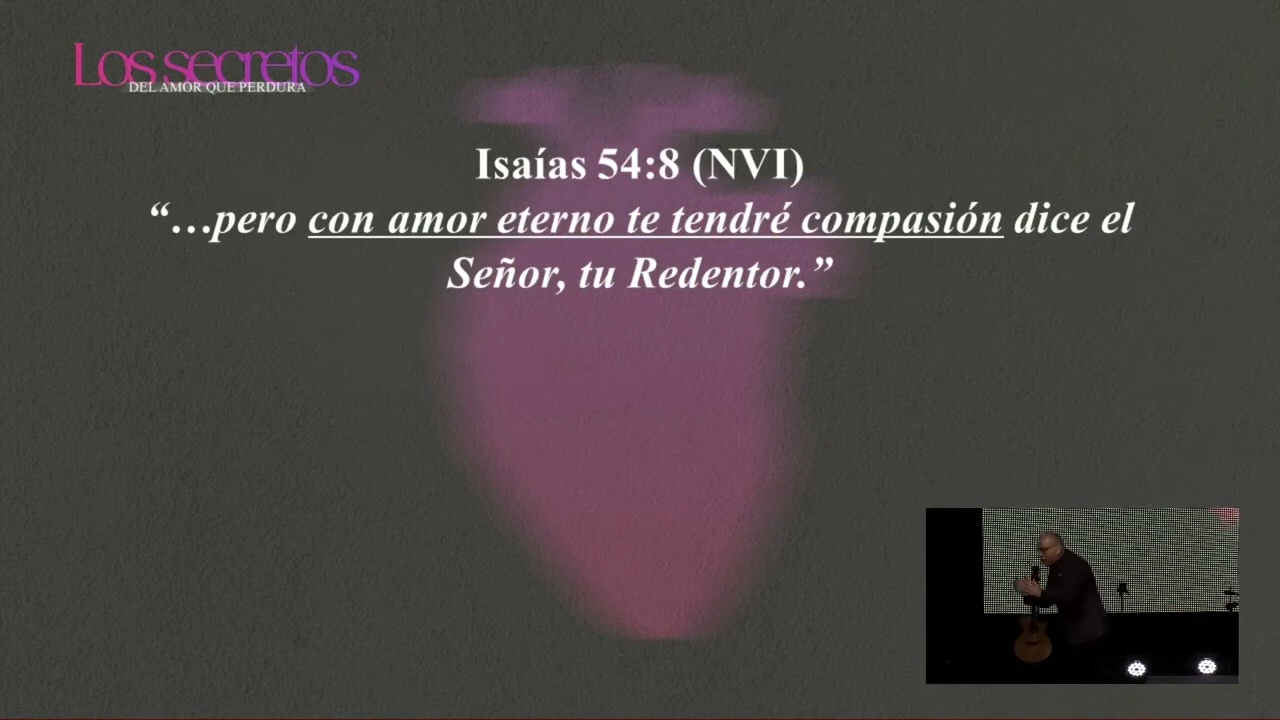 Los secretos
DEL AMOR QUE PERDURA
Isaías 54:8 (NVI)
“…pero con amor eterno te tendré compasión dice el
Señor, tu Redentor.”